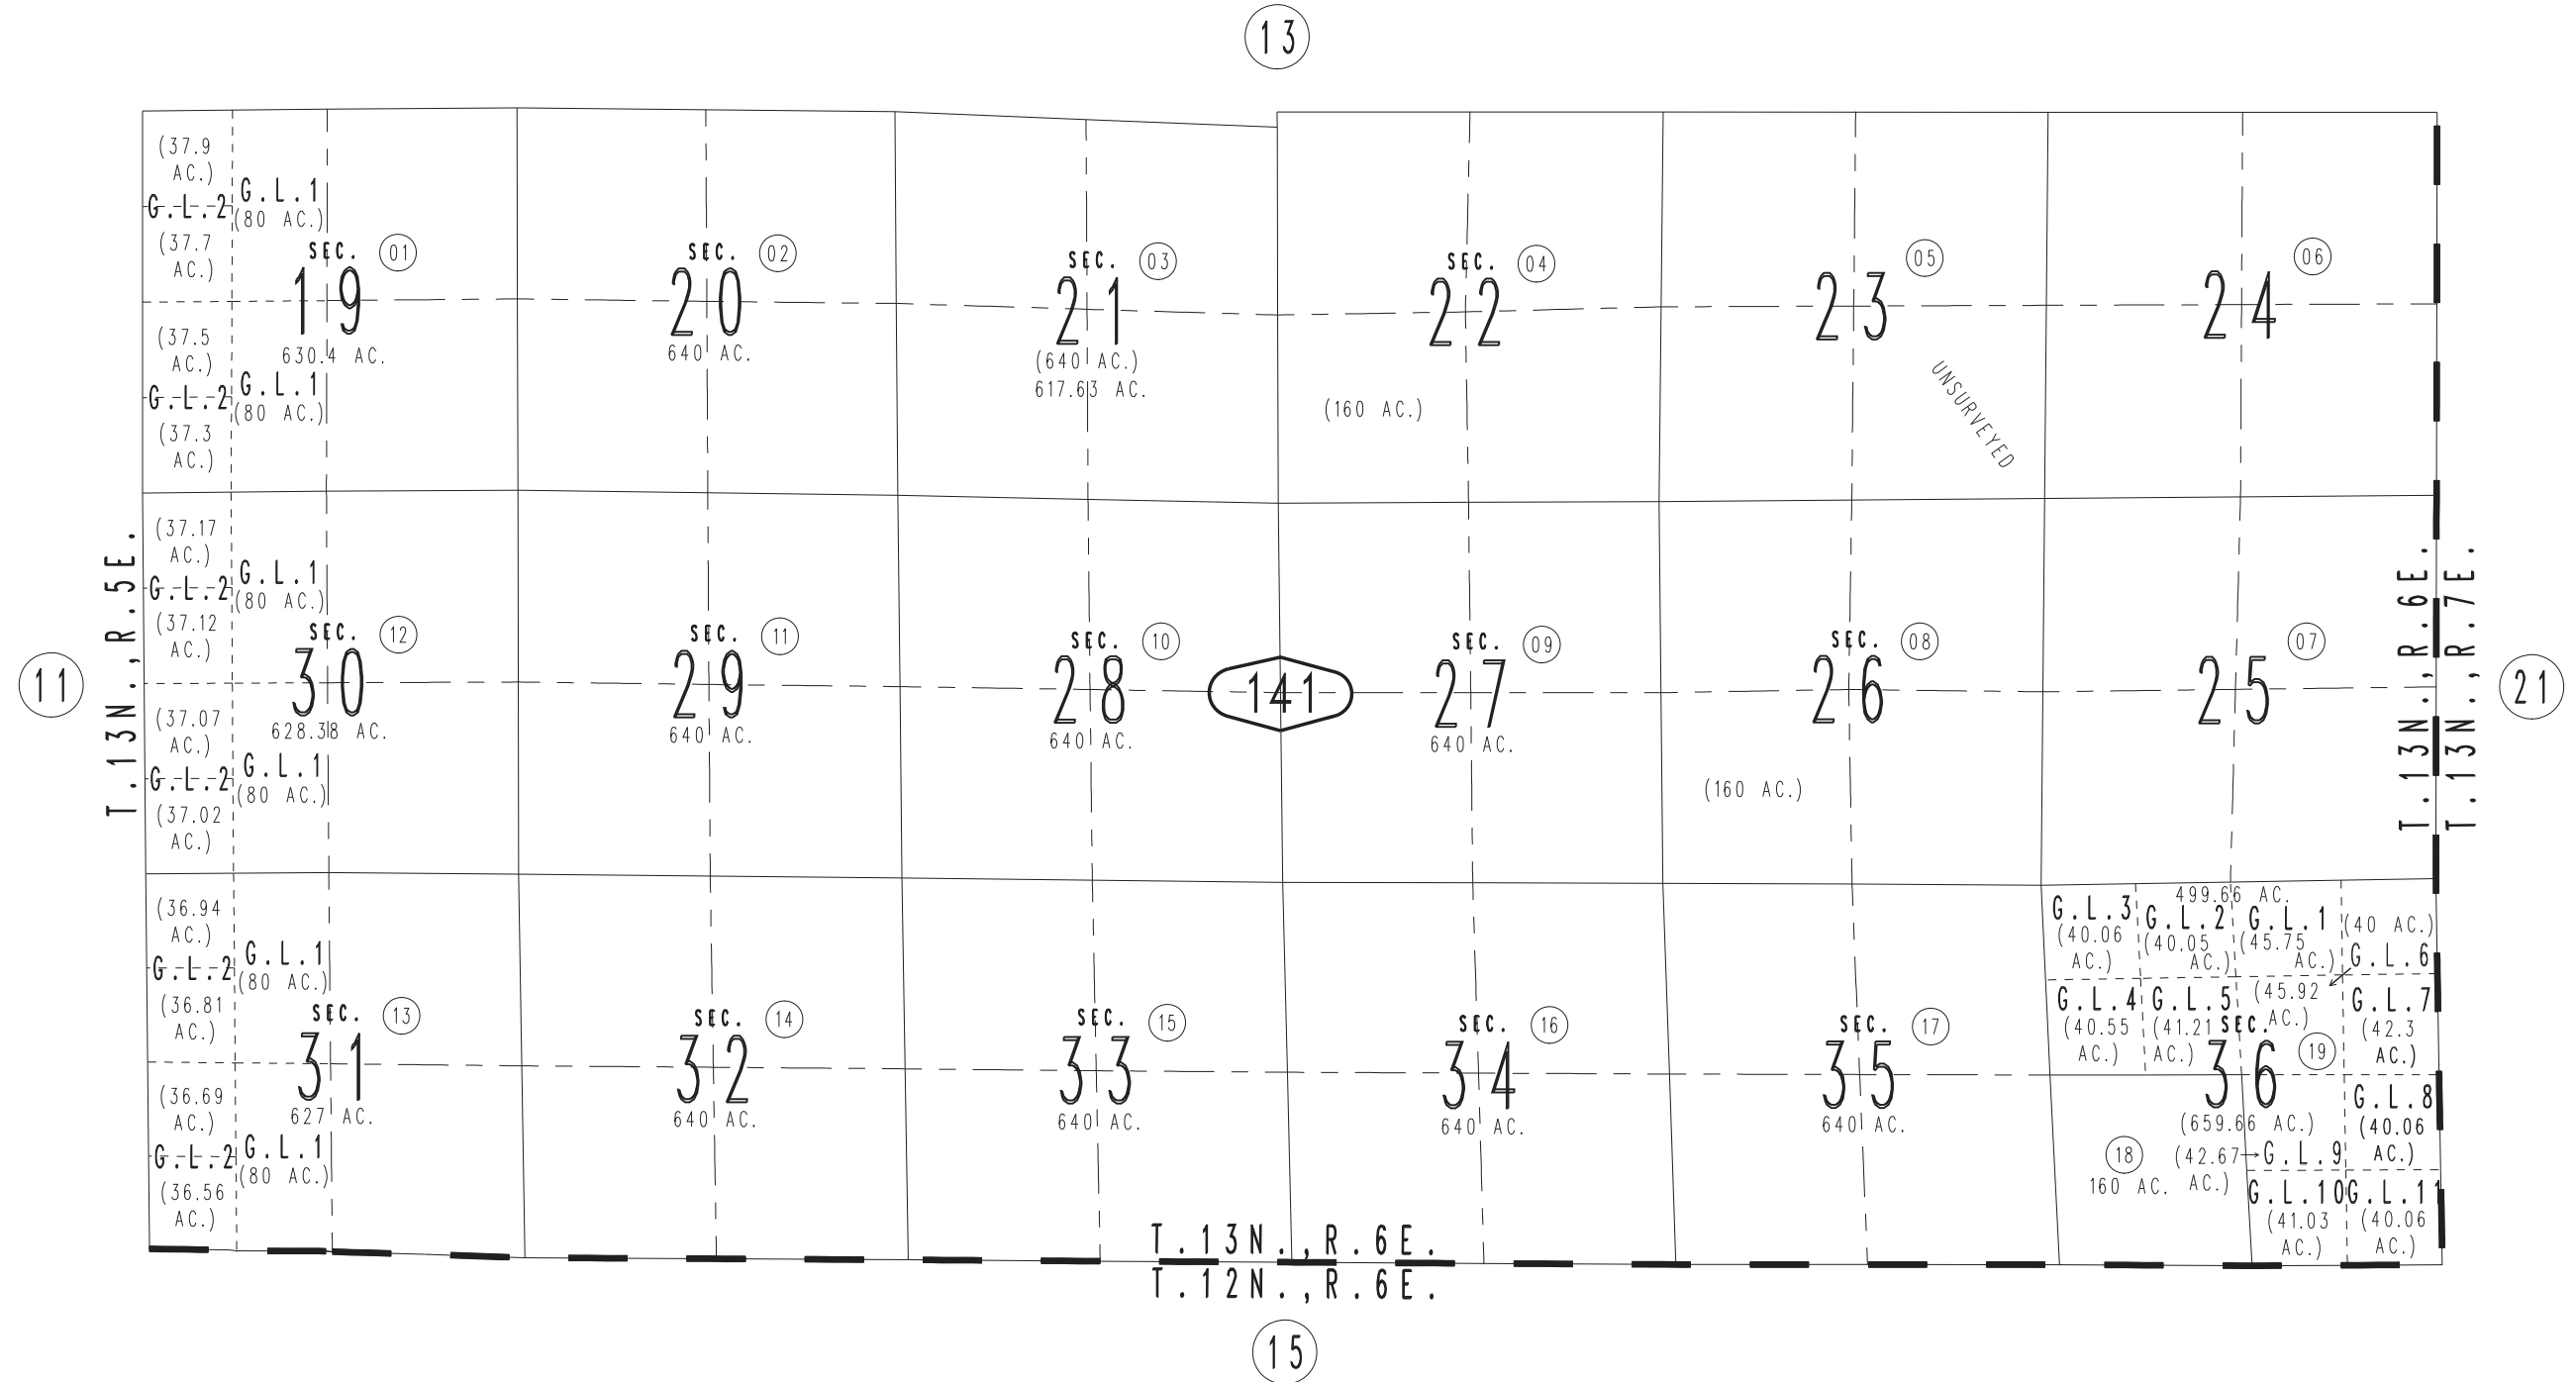 13
(37.9
AC.)
G.L.2
(37.7
AC.)
G.L.1
(80 AC.)
(37.5
AC.)
G.L.2
(37.3
AC.)
G.L.1
(80 AC.)
SEC.
01
19
630.4 AC.
SEC.
02
20
640 AC.
SEC.
03
21
(640 AC.)
617.63 AC.
SEC.
04
22
(160 AC.)
05
23
UNSURVEYED
06
24
T.13N.,R.5E.
11
(37.17
AC.)
G.L.2
(37.12
AC.)
G.L.1
(80 AC.)
(37.07
AC.)
G.L.2
(37.02
AC.)
G.L.1
(80 AC.)
SEC.
12
30
628.38 AC.
SEC.
11
29
640 AC.
SEC.
10
28
640 AC.
141
SEC.
09
27
640 AC.
SEC.
08
26
(160 AC.)
07
25
T.13N.,R.6E.
T.13N.,R.7E.
21
(36.94
AC.)
G.L.2
(36.81
AC.)
G.L.1
(80 AC.)
(36.69
AC.)
G.L.2
(36.56
AC.)
G.L.1
(80 AC.)
SEC.
13
31
627 AC.
SEC.
14
32
640 AC.
SEC.
15
33
640 AC.
SEC.
16
34
640 AC.
SEC.
17
35
640 AC.
499.66 AC.
G.L.3
(40.06
AC.)
G.L.2
(40.05
AC.)
G.L.1
(45.75
AC.)
(40 AC.)
G.L.6
G.L.4
(40.55
AC.)
G.L.5
(41.21
AC.)
(45.92
AC.)
G.L.7
(42.3
AC.)
SEC.
19
36
(659.66 AC.)
G.L.8
(40.06
AC.)
18
160 AC.
(42.67
AC.)
G.L.9
G.L.10
(41.03
AC.)
G.L.11
(40.06
AC.)
T.13N.,R.6E.
T.12N.,R.6E.
15